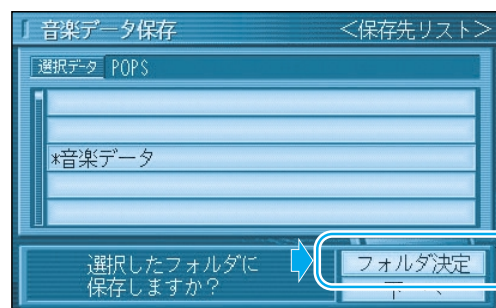 音楽データ保存 <保存先リスト>
選択データ POPS
*音楽データ
選択したフォルダに
保存しますか？
フォルダ決定
下